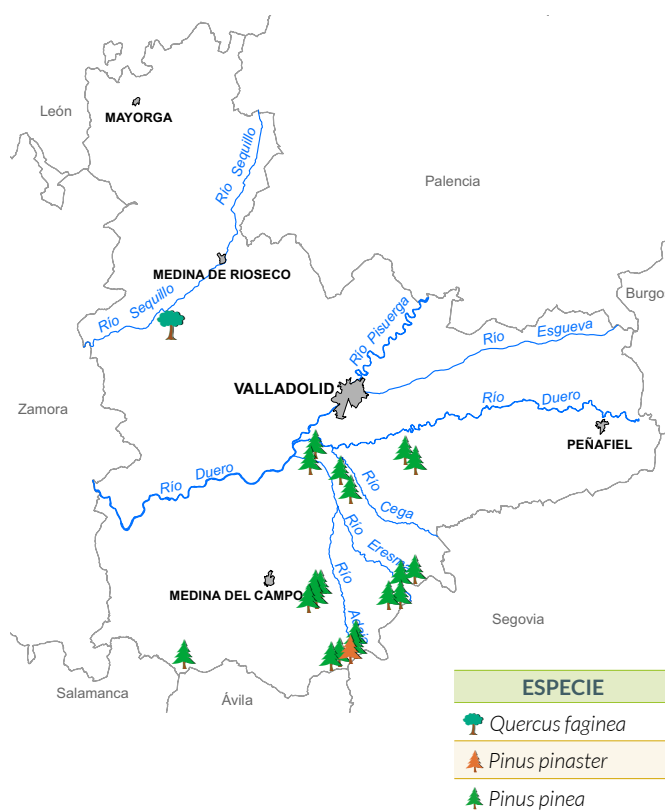 León
MAYORGA
Río Sequillo
Palencia
MEDINA DE RIOSECO
Burgo
Río Sequillo
Río Pisuerga
Río Esgueva
VALLADOLID
Río Duero
Zamora
PEÑAFIEL
Río Duero
Río Cega
Río Eresma
Río Adaja
MEDINA DEL CAMPO
Segovia
Salamanca
Ávila
ESPECIE
Quercus faginea
Pinus pinaster
Pinus pinea